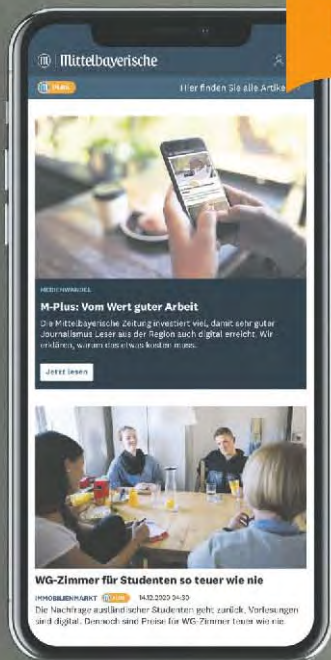 Mittelbayerische
PLUS
Hier finden Sie alle Artikel
MEDIENWANDEL
M-Plus: Vom Wert guter Arbeit
Die Mittelbayerische Zeitung investiert viel, damit sehr guter
Journalismus Leser aus der Region auch digital erreicht. Wir
erklären, warum das etwas kosten muss.
Jetzt lesen
WG-Zimmer für Studenten so teuer wie nie
IMMOBILIENMARKT PLUS 14.12.2020 04:30
Die Nachfrage ausländischer Studenten geht zurück, Vorlesungen
sind digital. Dennoch sind Preise für WG-Zimmer teuer wie nie